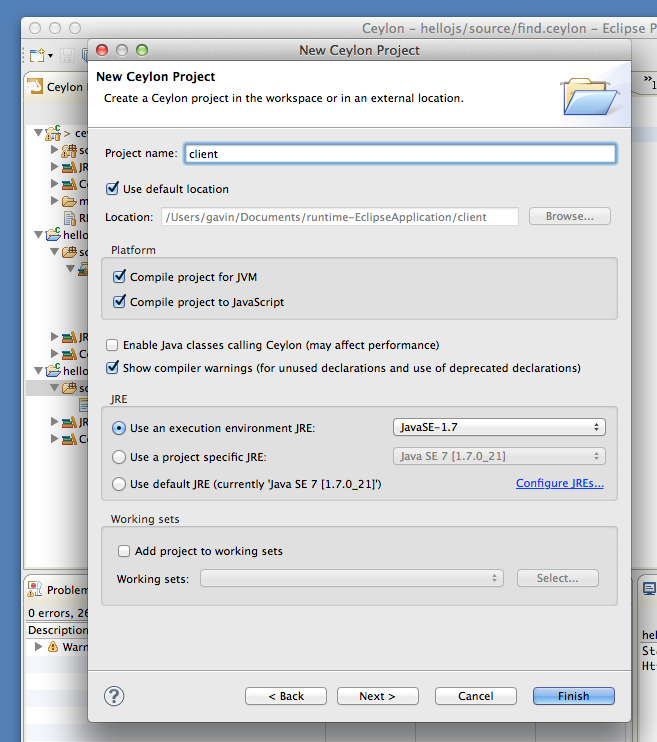 Ceylon – hellojs/source/find.ceylon – Eclipse P
New Ceylon Project
New Ceylon Project
Create a Ceylon project in the workspace or in an external location.
Ceylon
Project name: client
Use default location
Location: /Users/gavin/Documents/runtime-EclipseApplication/client Browse...
Platform
Compile project for JVM
Compile project to JavaScript
Enable Java classes calling Ceylon (may affect performance)
Show compiler warnings (for unused declarations and use of deprecated declarations)
JRE
Use an execution environment JRE: JavaSE-1.7
Use a project specific JRE: Java SE 7 [1.7.0_21]
Use default JRE (currently 'Java SE 7 [1.7.0_21]') Configure JREs...
Working sets
Add project to working sets
Working sets: Select...
Problem
0 errors, 26
Description
Warn
hel
Sta
Htt
? < Back Next > Cancel Finish